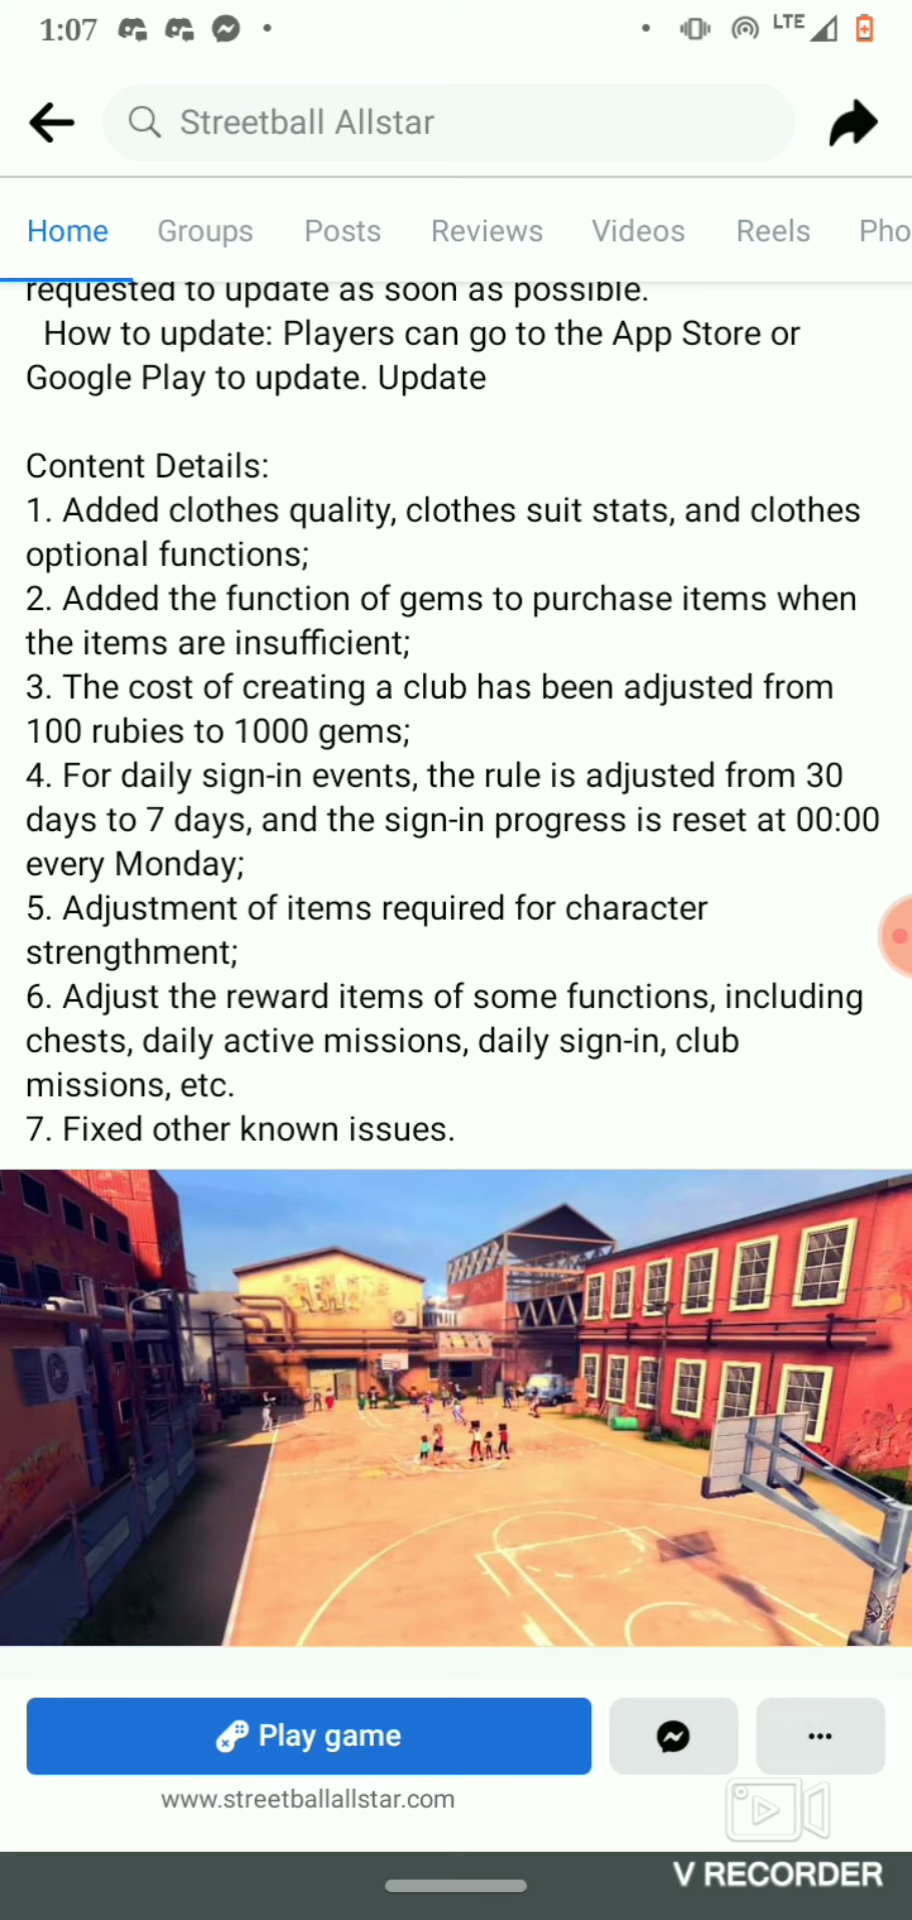 1:07
LTE
Streetball Allstar
Home Groups Posts Reviews Videos Reels Pho
requested to update as soon as possible.
How to update: Players can go to the App Store or
Google Play to update. Update
Content Details:
1. Added clothes quality, clothes suit stats, and clothes
optional functions;
2. Added the function of gems to purchase items when
the items are insufficient;
3. The cost of creating a club has been adjusted from
100 rubies to 1000 gems;
4. For daily sign-in events, the rule is adjusted from 30
days to 7 days, and the sign-in progress is reset at 00:00
every Monday;
5. Adjustment of items required for character
strengthment;
6. Adjust the reward items of some functions, including
chests, daily active missions, daily sign-in, club
missions, etc.
7. Fixed other known issues.
Play game
www.streetballallstar.com
V RECORDER